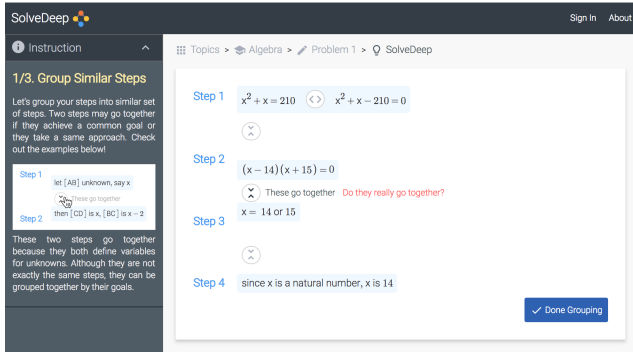 SolveDeep
Sign In About
Instruction
Topics > Algebra > Problem 1 > SolveDeep
1/3. Group Similar Steps
Let's group your steps into similar set
of steps. Two steps may go together
if they achieve a common goal or
they take a same approach. Check
out the examples below!
Step 1
let [AB] unknown, say x
These go together
Step 2
then [CD] is x, [BC] is x − 2
These two steps go together
because they both define variables
for unknowns. Although they are not
exactly the same steps, they can be
grouped together by their goals.
Step 1
x² + x = 210 <> x² + x − 210 = 0
Step 2
(x − 14)(x + 15) = 0
These go together Do they really go together?
x = 14 or 15
Step 3
Step 4 since x is a natural number, x is 14
✓ Done Grouping